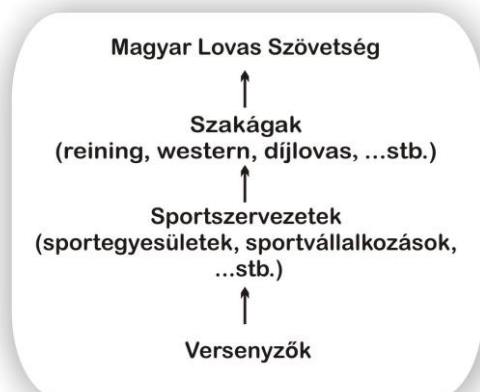 Magyar Lovas Szövetség
Szakágak
(reining, western, díjlovas, ...stb.)
Sportszervezetek
(sportegyesületek, sportvállalkozások,
...stb.)
Versenyzők